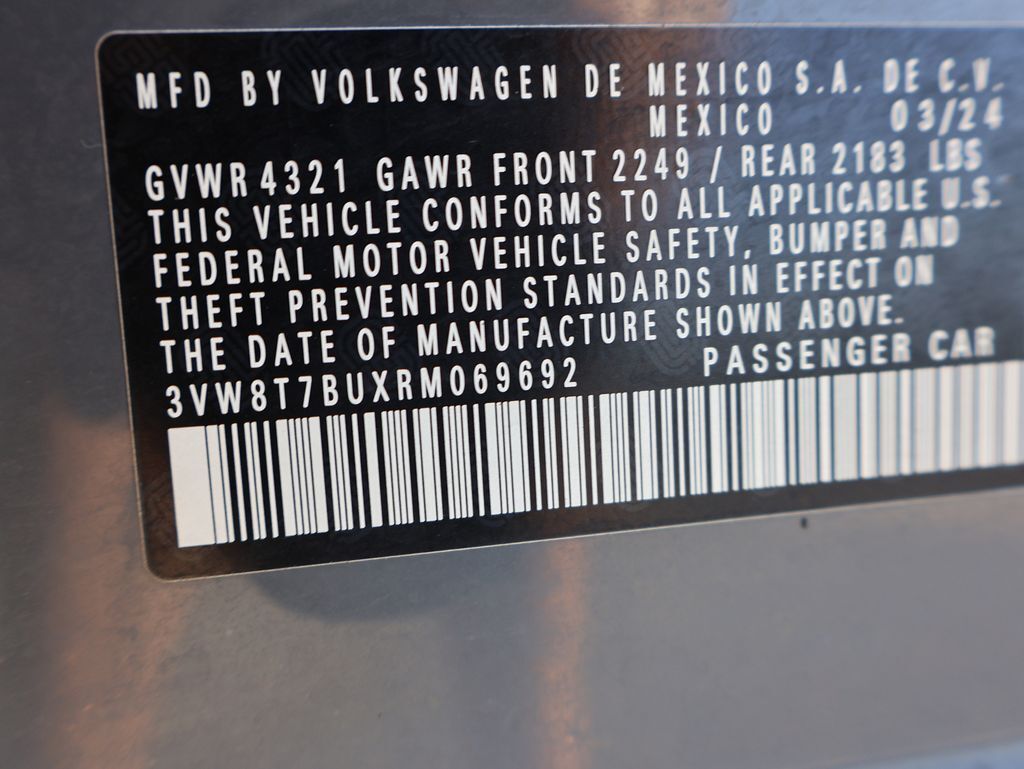 MFD BY VOLKSWAGEN DE MEXICO S.A. DE C.V.
MEXICO 03/24
GVWR 4321 GAWR FRONT 2249 / REAR 2183 LBS
THIS VEHICLE CONFORMS TO ALL APPLICABLE U.S.
FEDERAL MOTOR VEHICLE SAFETY, BUMPER AND
THEFT PREVENTION STANDARDS IN EFFECT ON
THE DATE OF MANUFACTURE SHOWN ABOVE.
3VW8T7BUXRM069692 PASSENGER CAR